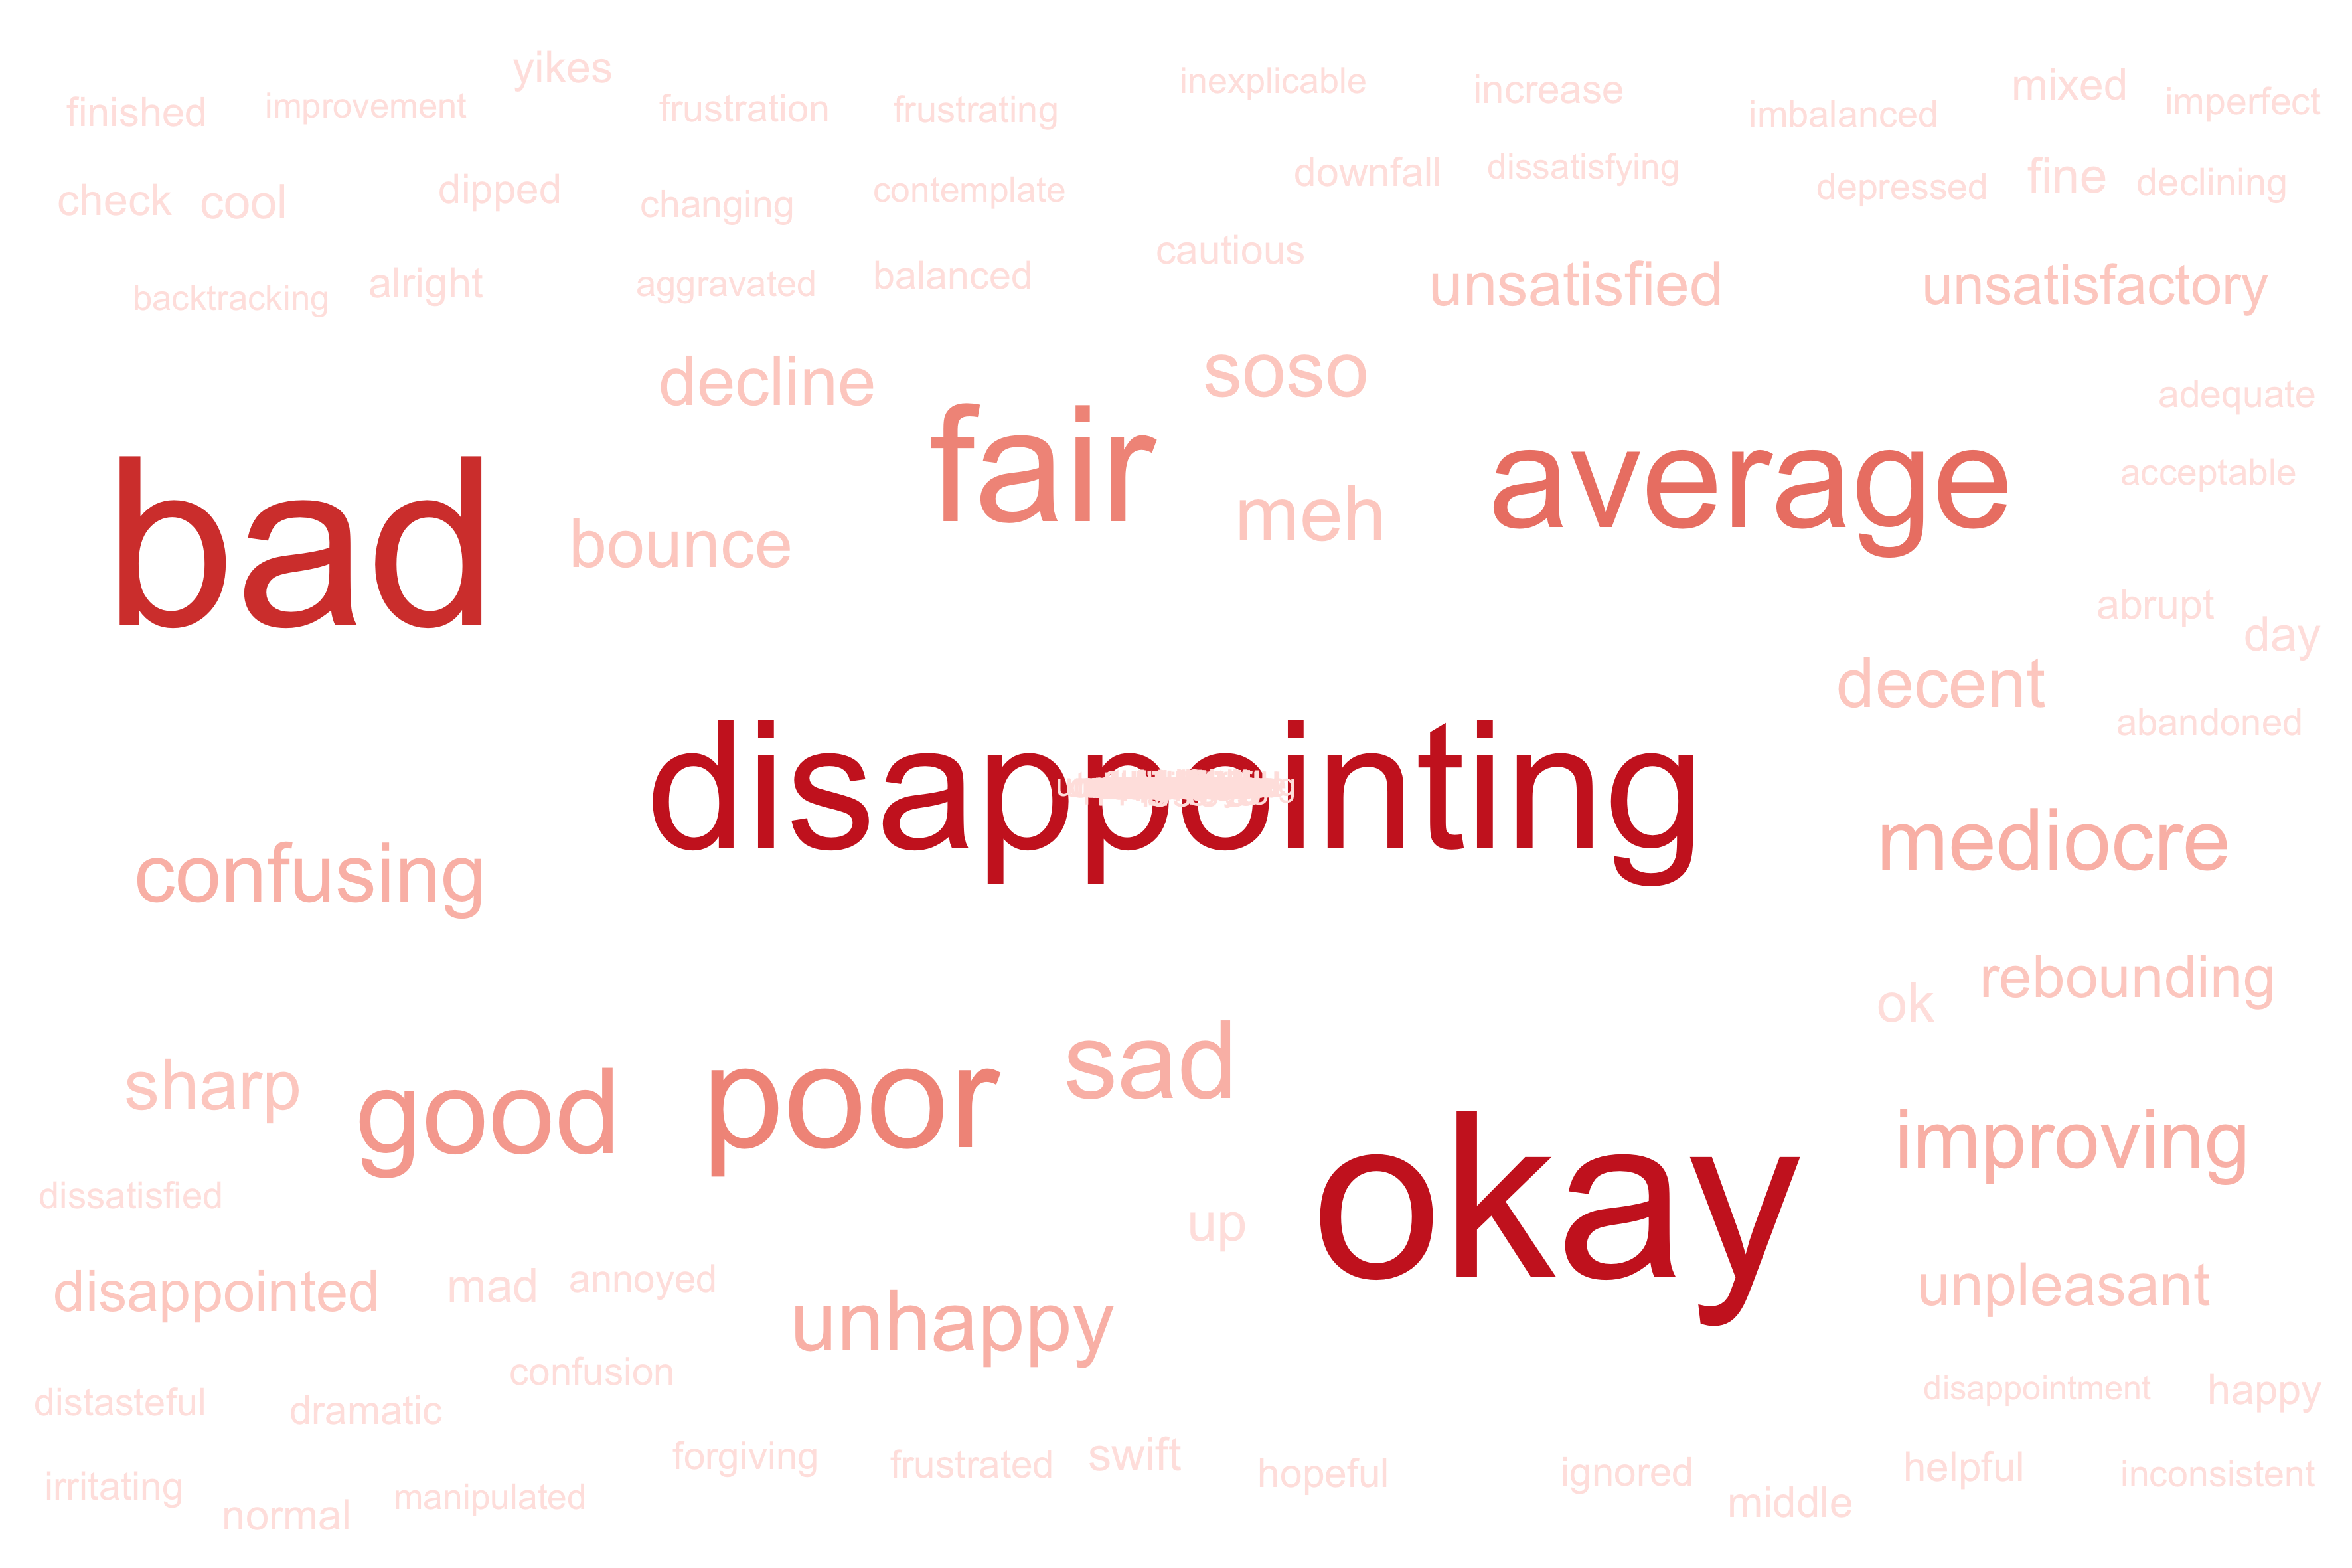 yikes
finished improvement frustration frustrating inexplicable increase imbalanced mixed imperfect
check cool dipped changing contemplate downfall dissatisfying depressed fine declining
backtracking alright aggravated balanced cautious unsatisfied unsatisfactory
decline soso adequate
bad bounce fair meh average acceptable
abrupt day
decent abandoned
disappointing
confusing mediocre
ok rebounding
sharp good poor sad improving
dissatisfied up okay
disappointed mad annoyed unhappy unpleasant
distasteful dramatic confusion disappointment happy
irritating forgiving frustrated swift hopeful ignored helpful inconsistent
normal manipulated middle